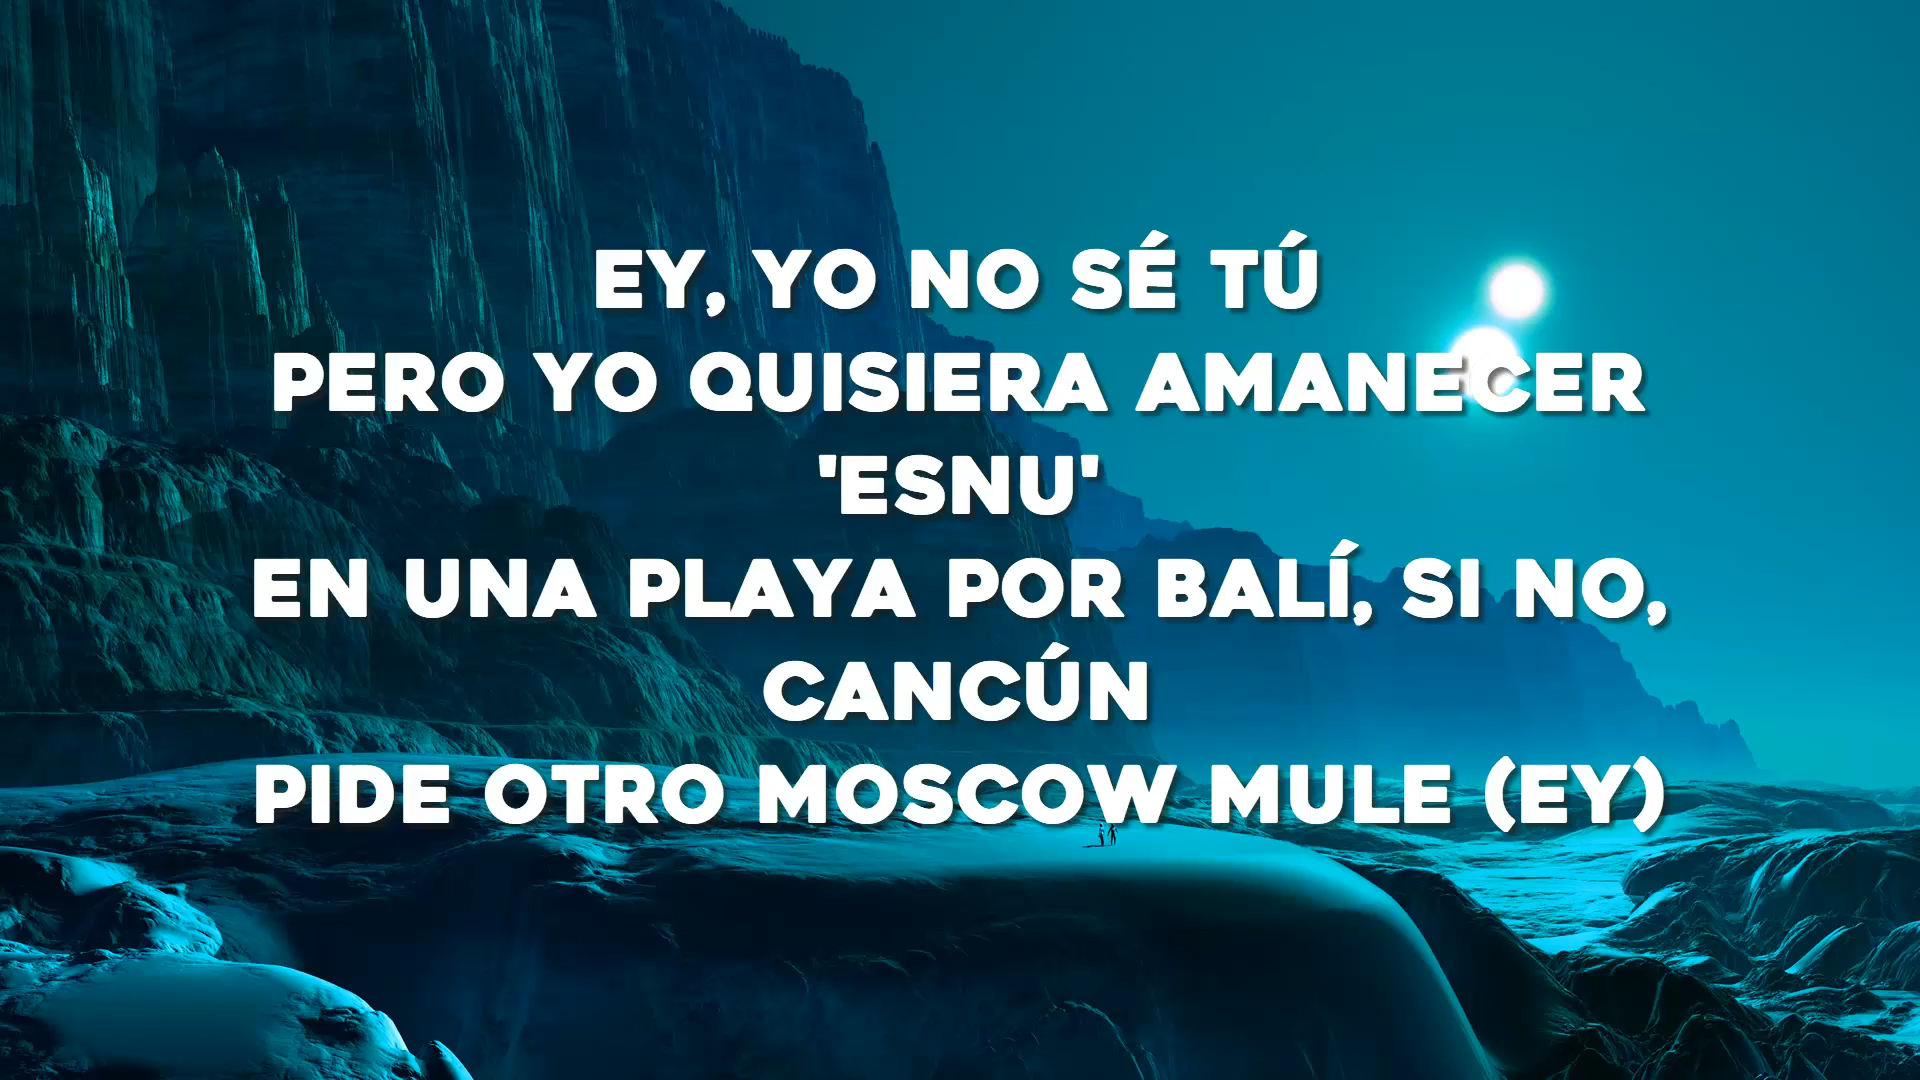 EY, YO NO SÉ TÚ
PERO YO QUISIERA AMANECER
'ESNU'
EN UNA PLAYA POR BALÍ, SI NO,
CANCÚN
PIDE OTRO MOSCOW MULE (EY)